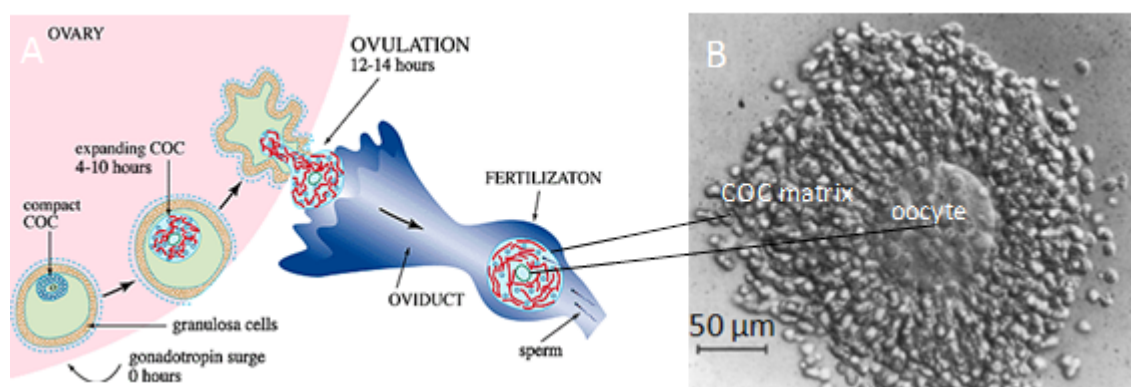 A
OVARY
OVULATION
12-14 hours
expanding COC
4-10 hours
compact
COC
FERTILIZATON
OVIDUCT
granulosa cells
gonadotropin surge
0 hours
sperm
B
COC matrix
oocyte
50 µm